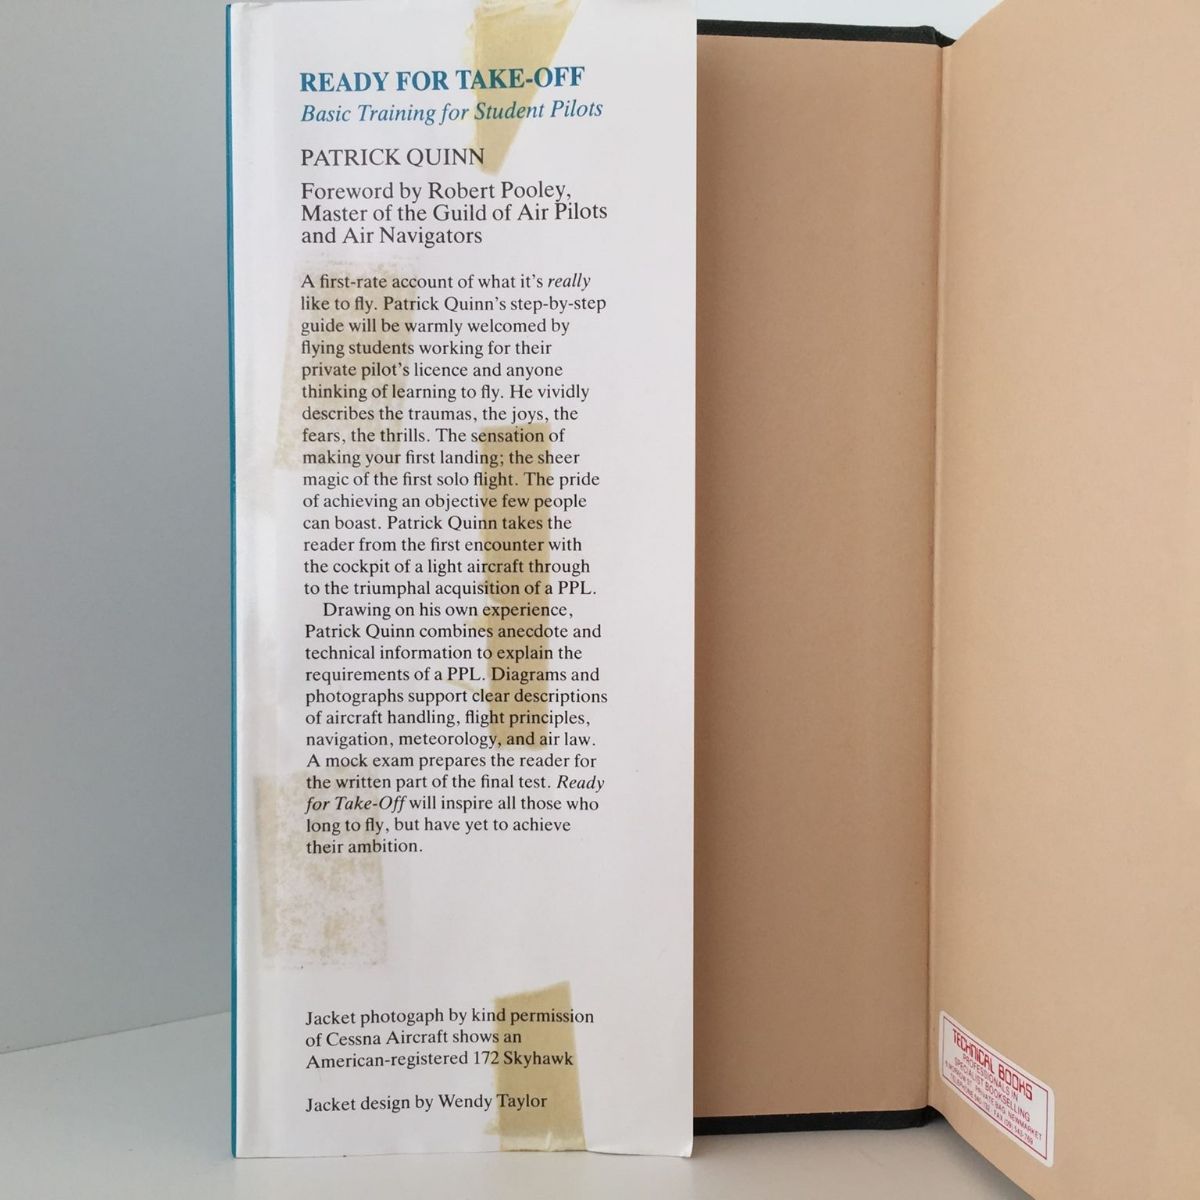 READY FOR TAKE-OFF
Basic Training for Student Pilots
PATRICK QUINN
Foreword by Robert Pooley,
Master of the Guild of Air Pilots
and Air Navigators
A first-rate account of what it's really
like to fly. Patrick Quinn's step-by-step
guide will be warmly welcomed by
flying students working for their
private pilot's licence and anyone
thinking of learning to fly. He vividly
describes the traumas, the joys, the
fears, the thrills. The sensation of
making your first landing; the sheer
magic of the first solo flight. The pride
of achieving an objective few people
can boast. Patrick Quinn takes the
reader from the first encounter with
the cockpit of a light aircraft through
to the triumphal acquisition of a PPL.
Drawing on his own experience,
Patrick Quinn combines anecdote and
technical information to explain the
requirements of a PPL. Diagrams and
photographs support clear descriptions
of aircraft handling, flight principles,
navigation, meteorology, and air law.
A mock exam prepares the reader for
the written part of the final test. Ready
for Take-Off will inspire all those who
long to fly, but have yet to achieve
their ambition.
Jacket photogaph by kind permission
of Cessna Aircraft shows an
American-registered 172 Skyhawk
Jacket design by Wendy Taylor
TECHNICAL BOOKS
PROFESSIONALS IN
SPECIALIST BOOKSELLING
ST. PRIVATE BAG, NEWMARKET
TELEPHONE FAX